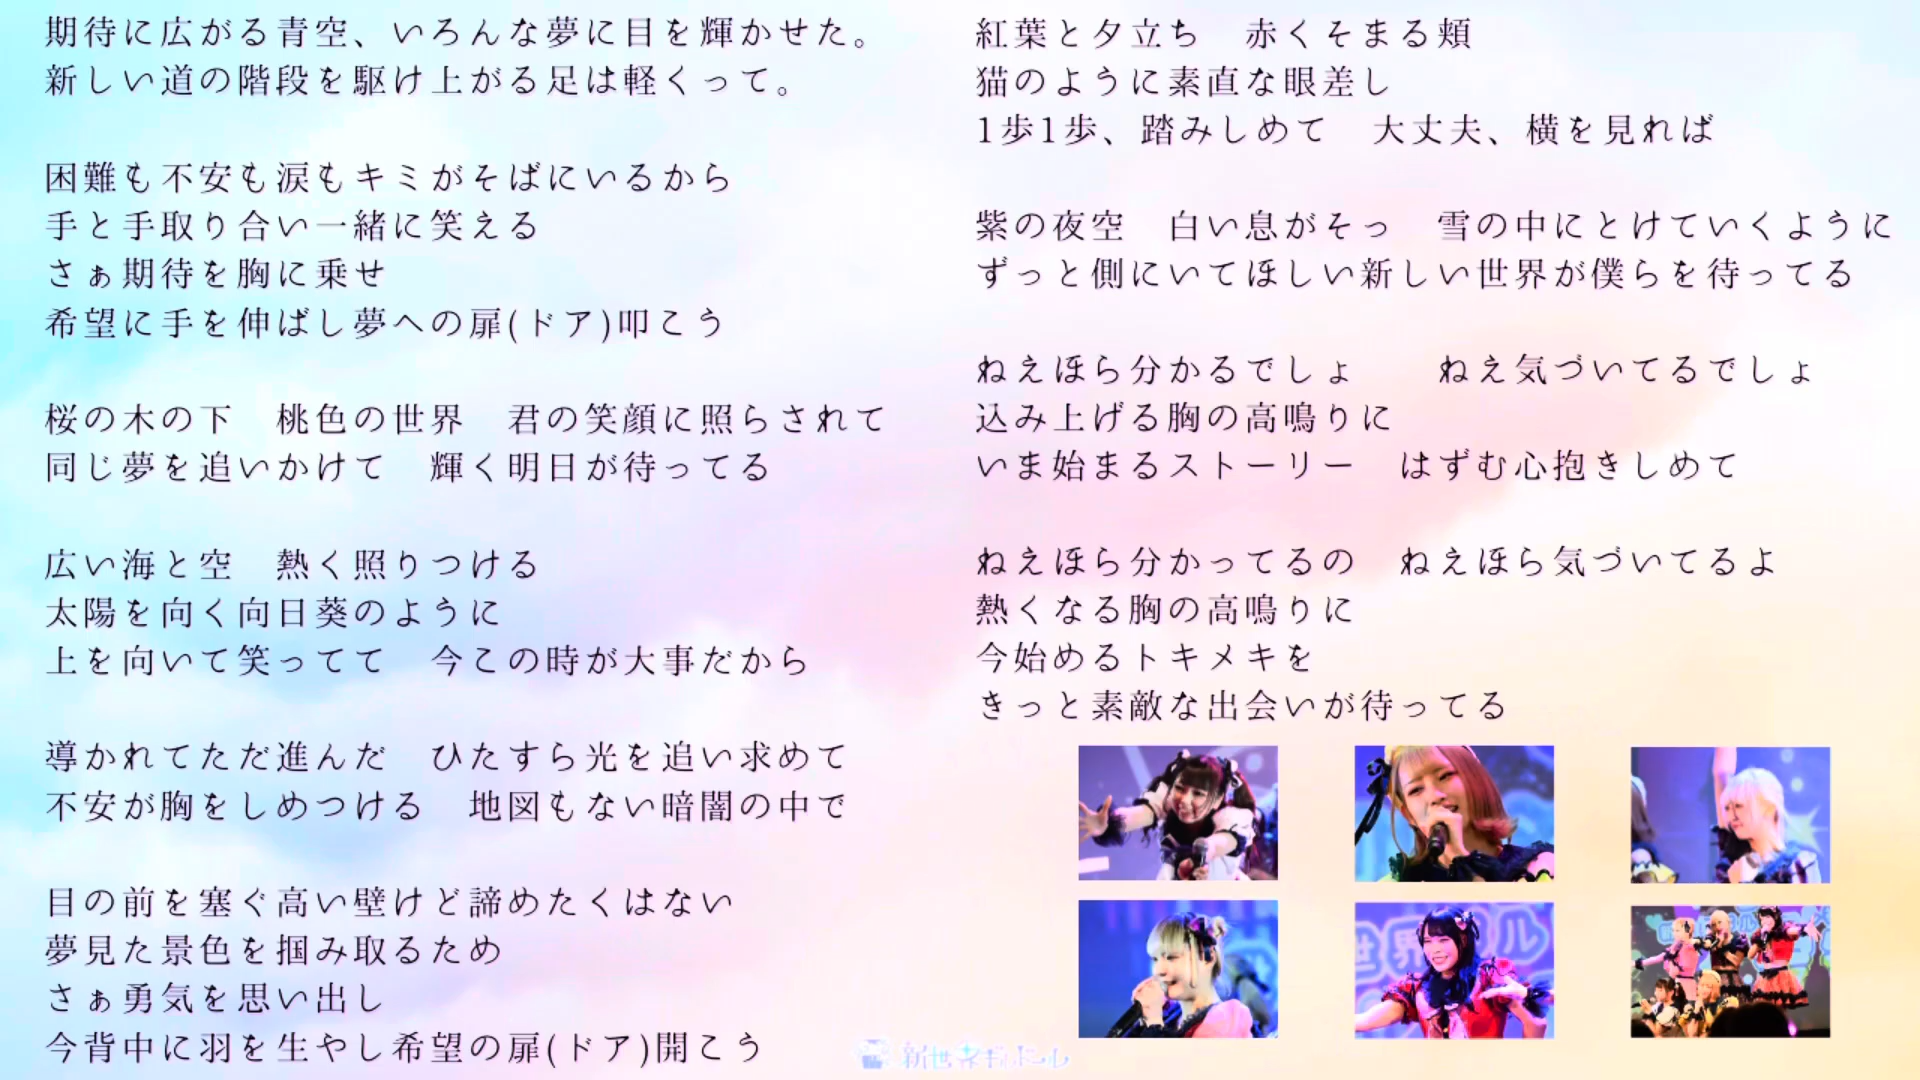 期待に広がる青空、いろんな夢に目を輝かせた。
新しい道の階段を駆け上がる足は軽くって。
困難も不安も涙もキミがそばにいるから
手と手取り合い一緒に笑える
さぁ期待を胸に乗せ
希望に手を伸ばし夢への扉(ドア)叩こう
桜の木の下　桃色の世界　君の笑顔に照らされて
同じ夢を追いかけて　輝く明日が待ってる
広い海と空　熱く照りつける
太陽を向く向日葵のように
上を向いて笑ってて　今この時が大事だから
導かれてただ進んだ　ひたすら光を追い求めて
不安が胸をしめつける　地図もない暗闇の中で
目の前を塞ぐ高い壁けど諦めたくはない
夢見た景色を掴み取るため
さぁ勇気を思い出し
今背中に羽を生やし希望の扉(ドア)開こう
紅葉と夕立ち　赤くそまる頬
猫のように素直な眼差し
1歩1歩、踏みしめて　大丈夫、横を見れば
紫の夜空　白い息がそっ　雪の中にとけていくように
ずっと側にいてほしい新しい世界が僕らを待ってる
ねえほら分かるでしょ　　ねえ気づいてるでしょ
込み上げる胸の高鳴りに
いま始まるストーリー　はずむ心抱きしめて
ねえほら分かってるの　ねえほら気づいてるよ
熱くなる胸の高鳴りに
今始めるトキメキを
きっと素敵な出会いが待ってる
世界 ドル
新世界ギドール